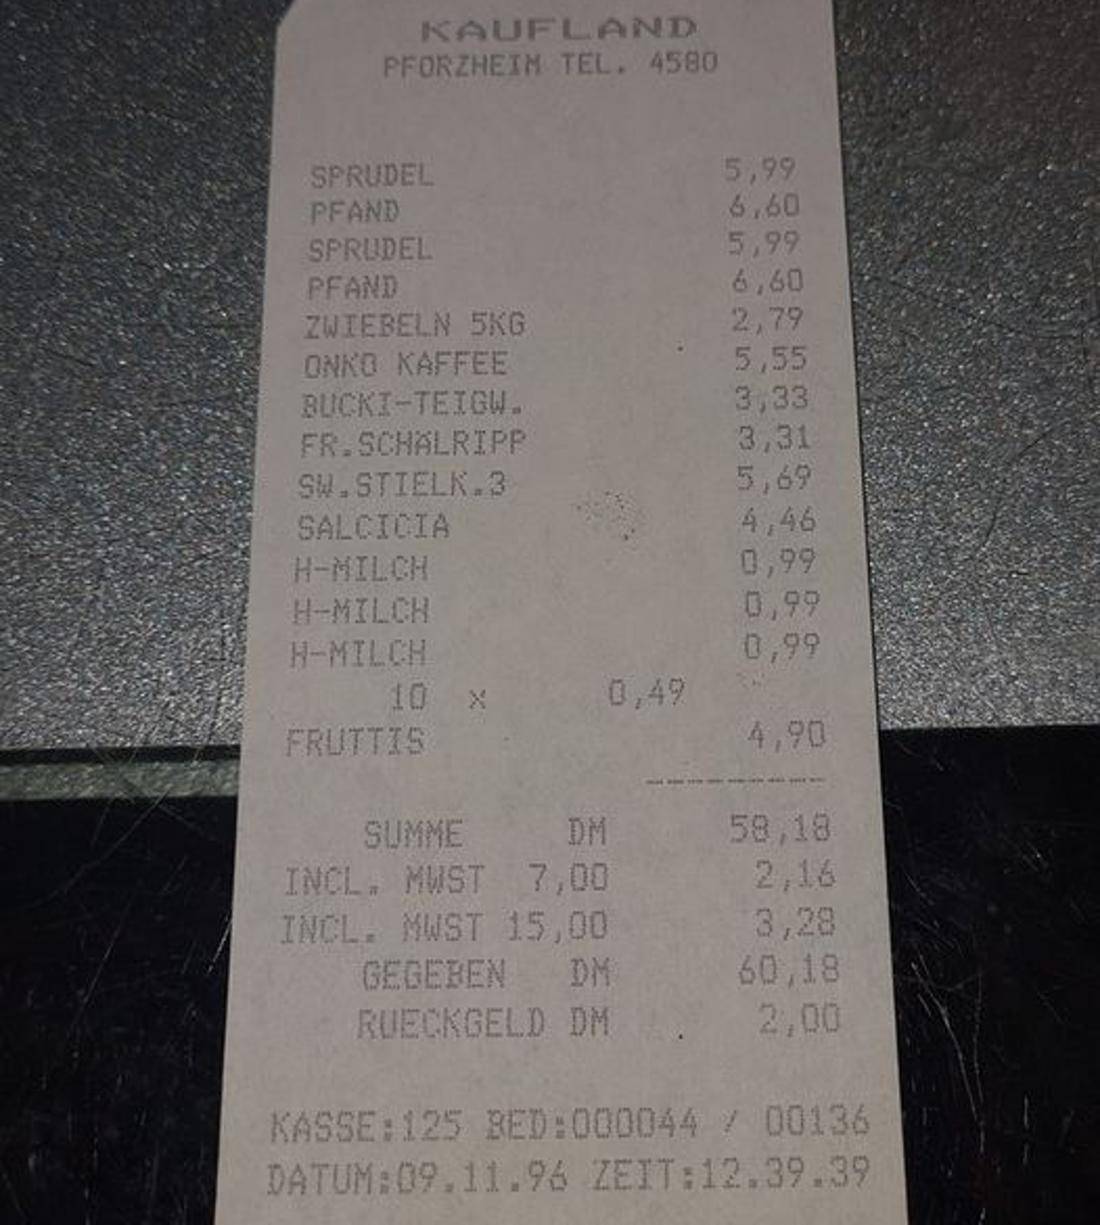 KAUFLAND
PFORZHEIM TEL. 4580
SPRUDEL 5,99
PFAND 6,60
SPRUDEL 5,99
PFAND 6,60
ZWIEBELN 5KG 2,79
ONKO KAFFEE 5,55
BUCKI-TEIGW. 3,33
FR.SCHÄLRIPP 3,31
SW.STIELK.3 5,69
SALCICIA 4,46
H-MILCH 0,99
H-MILCH 0,99
H-MILCH 0,99
10 x 0,49
FRUTTIS 4,90
SUMME DM 58,18
INCL. MWST 7,00 2,16
INCL. MWST 15,00 3,28
GEGEBEN DM 60,18
RUECKGELD DM 2,00
KASSE:125 BED:000044 / 00136
DATUM:09.11.96 ZEIT:12.39.39